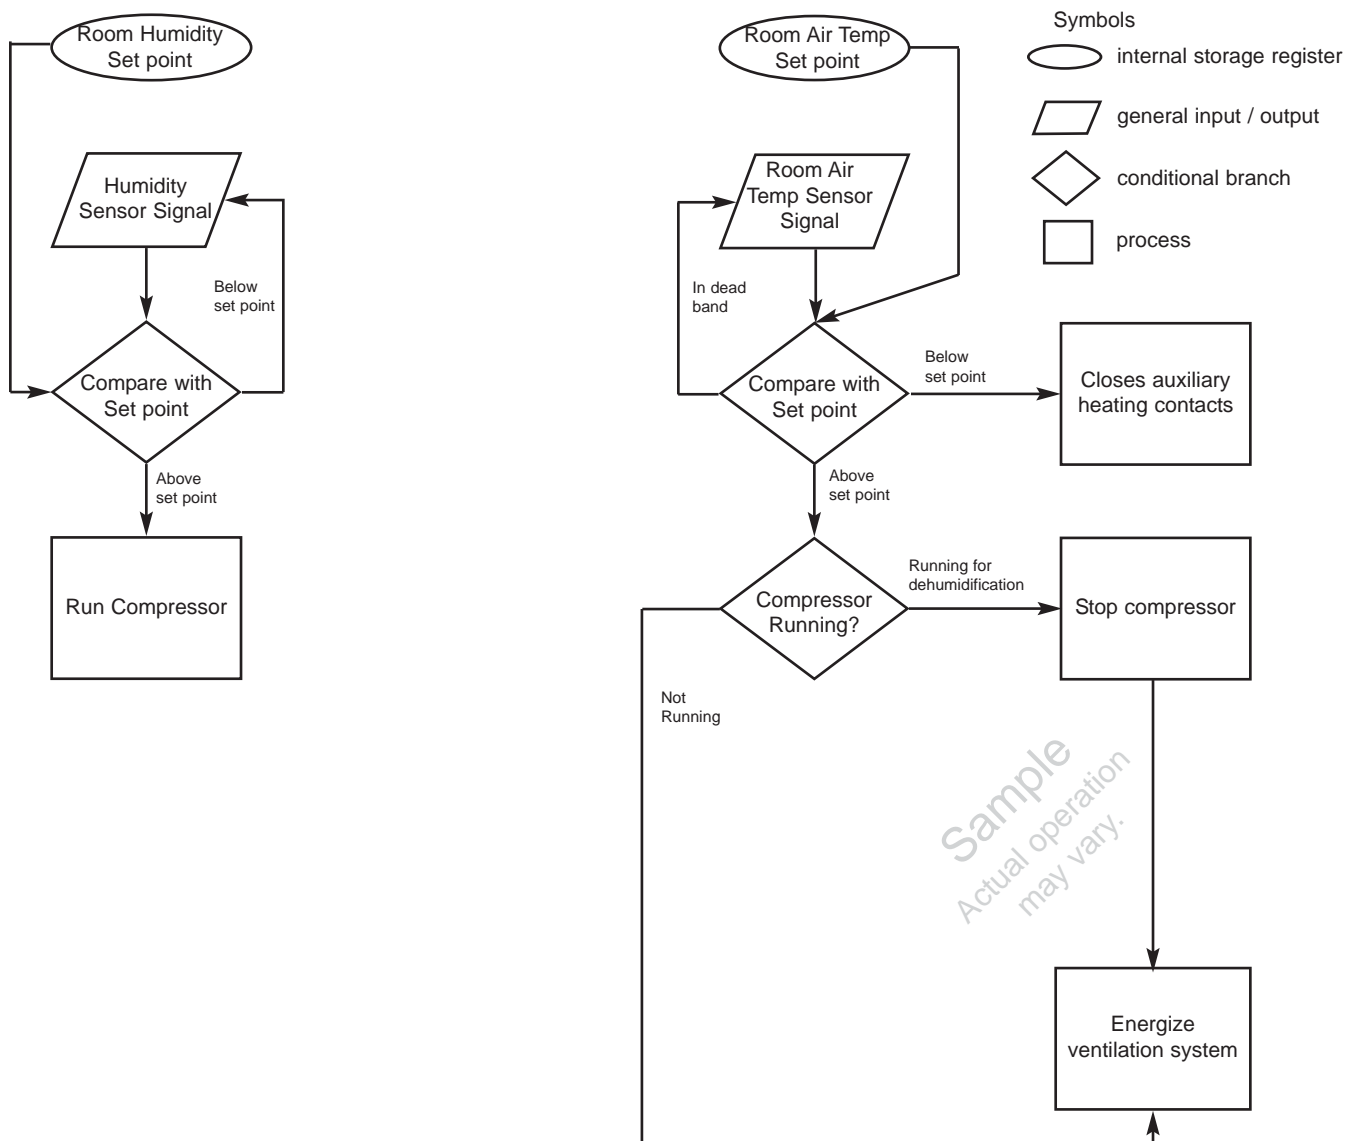 Room Humidity
Set point
Humidity
Sensor Signal
Below
set point
Compare with
Set point
Above
set point
Run Compressor
Room Air Temp
Set point
Room Air
Temp Sensor
Signal
In dead
band
Compare with
Set point
Below
set point
Closes auxiliary
heating contacts
Above
set point
Compressor
Running?
Running for
dehumidification
Stop compressor
Not
Running
Sample
Actual operation
may vary.
Energize
ventilation system
Symbols
internal storage register
general input / output
conditional branch
process